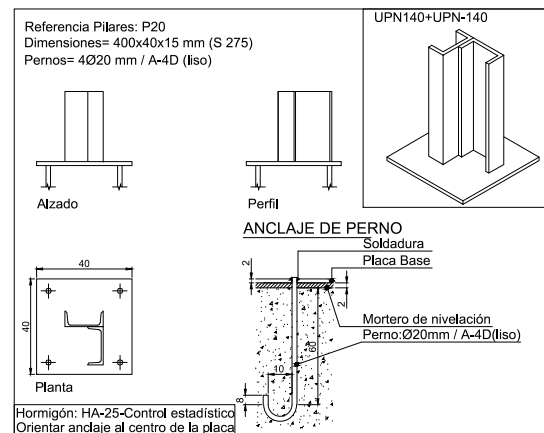 Referencia Pilares: P20
Dimensiones= 400x40x15 mm (S 275)
Pernos= 4Ø20 mm / A-4D (liso)
UPN140+UPN-140
Alzado
Perfil
ANCLAJE DE PERNO
Soldadura
Placa Base
2
2
Mortero de nivelación
Perno:Ø20mm / A-4D(liso)
60
10
8
40
40
Planta
Hormigón: HA-25-Control estadístico
Orientar anclaje al centro de la placa